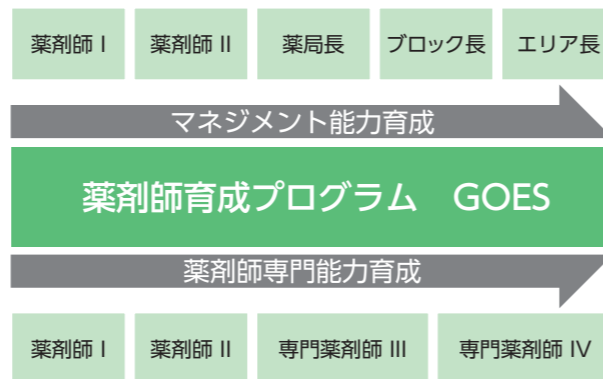 薬剤師 I 薬剤師 II 薬局長 ブロック長 エリア長
マネジメント能力育成
薬剤師育成プログラム　GOES
薬剤師専門能力育成
薬剤師 I 薬剤師 II 専門薬剤師 III 専門薬剤師 IV